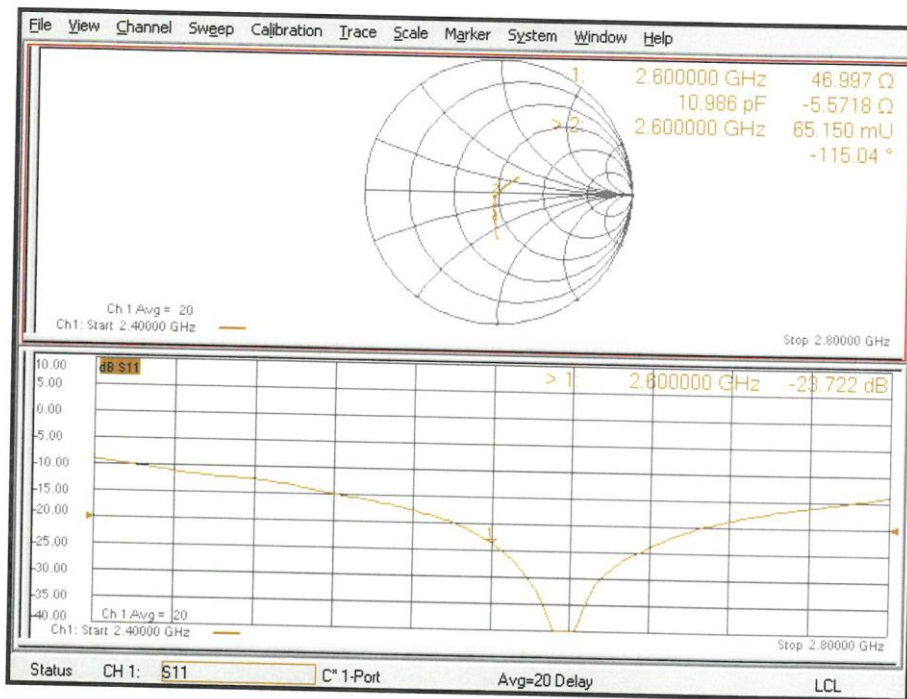 File View Channel Sweep Calibration Trace Scale Marker System Window Help
1: 2.600000 GHz 46.997 Ω
10.986 pF -5.5718 Ω
> 2: 2.600000 GHz 65.150 mU
-115.04 °
Ch 1 Avg = 20
Ch1: Start 2.40000 GHz
Stop 2.80000 GHz
10.00
dB S11
> 1: 2.600000 GHz -23.722 dB
5.00
0.00
-5.00
-10.00
-15.00
-20.00
1
-25.00
-30.00
-35.00
-40.00
Ch 1 Avg = 20
Ch1: Start 2.40000 GHz
Stop 2.80000 GHz
Status CH 1: S11 C* 1-Port Avg=20 Delay LCL